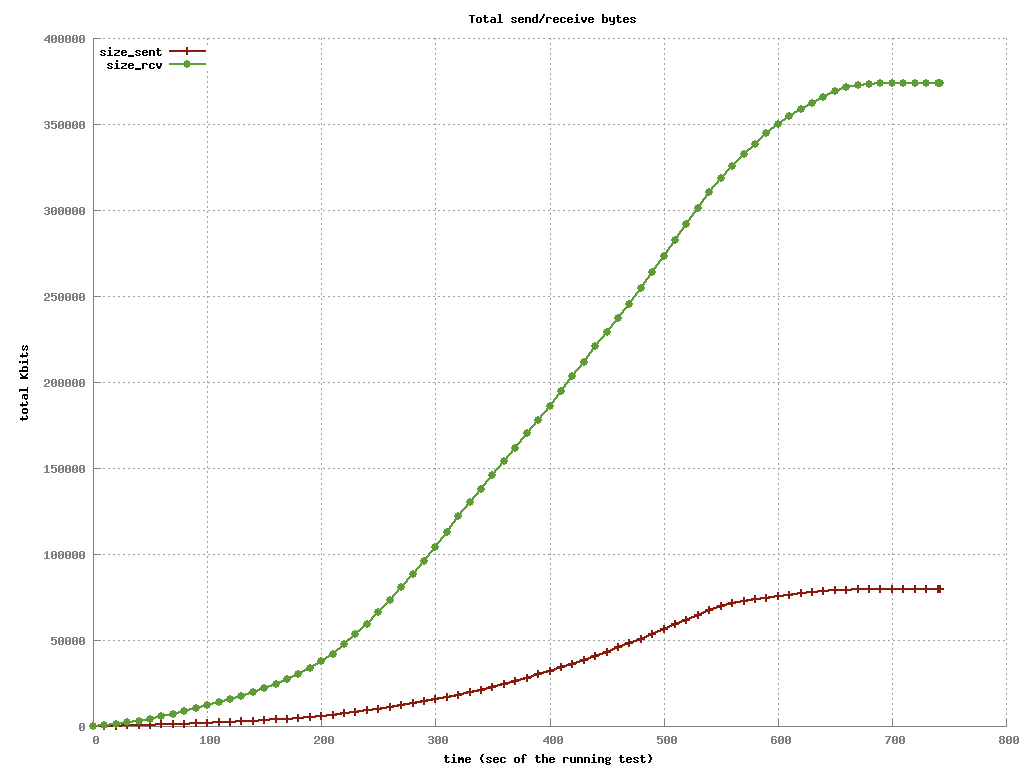 Total send/receive bytes
400000
size_sent
size_rcv
350000
300000
250000
total Kbits
200000
150000
100000
50000
0
0 100 200 300 400 500 600 700 800
time (sec of the running test)